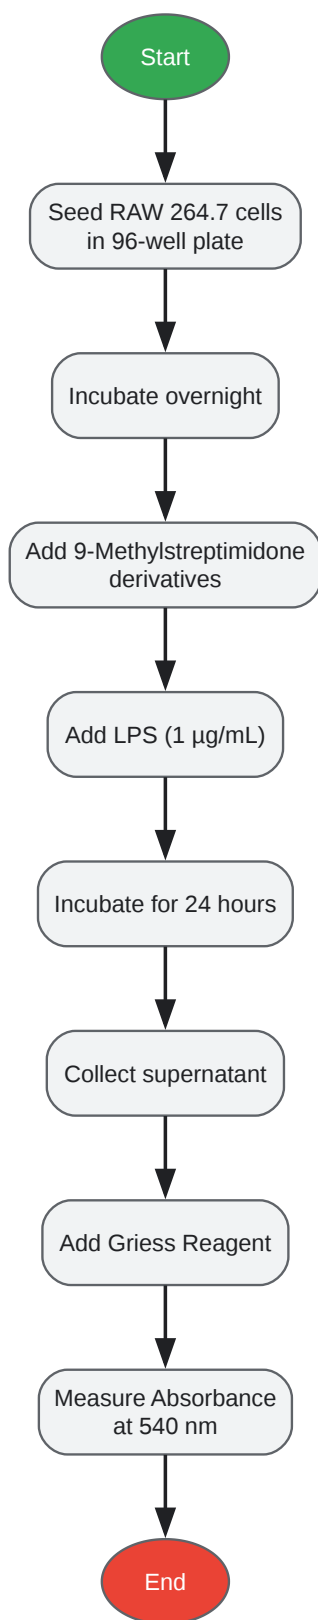 Start
Seed RAW 264.7 cells
in 96-well plate
Incubate overnight
Add 9-Methylstreptimidone
derivatives
Add LPS (1 µg/mL)
Incubate for 24 hours
Collect supernatant
Add Griess Reagent
Measure Absorbance
at 540 nm
End